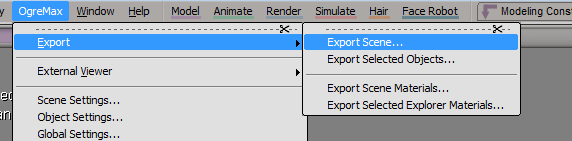 OgreMax Window Help Model Animate Render Simulate Hair Face Robot Modeling Cons
Export
External Viewer
Scene Settings...
Object Settings...
Global Settings...
Export Scene...
Export Selected Objects...
Export Scene Materials...
Export Selected Explorer Materials...